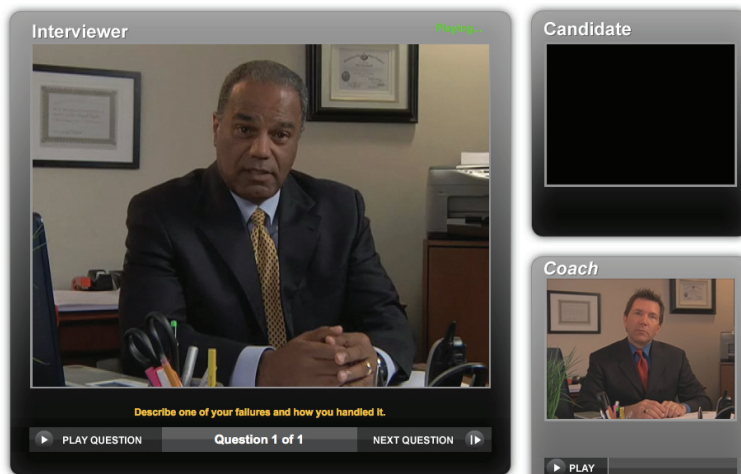 Interviewer
Playing...
Candidate
Coach
Describe one of your failures and how you handled it.
PLAY QUESTION
Question 1 of 1
NEXT QUESTION
PLAY